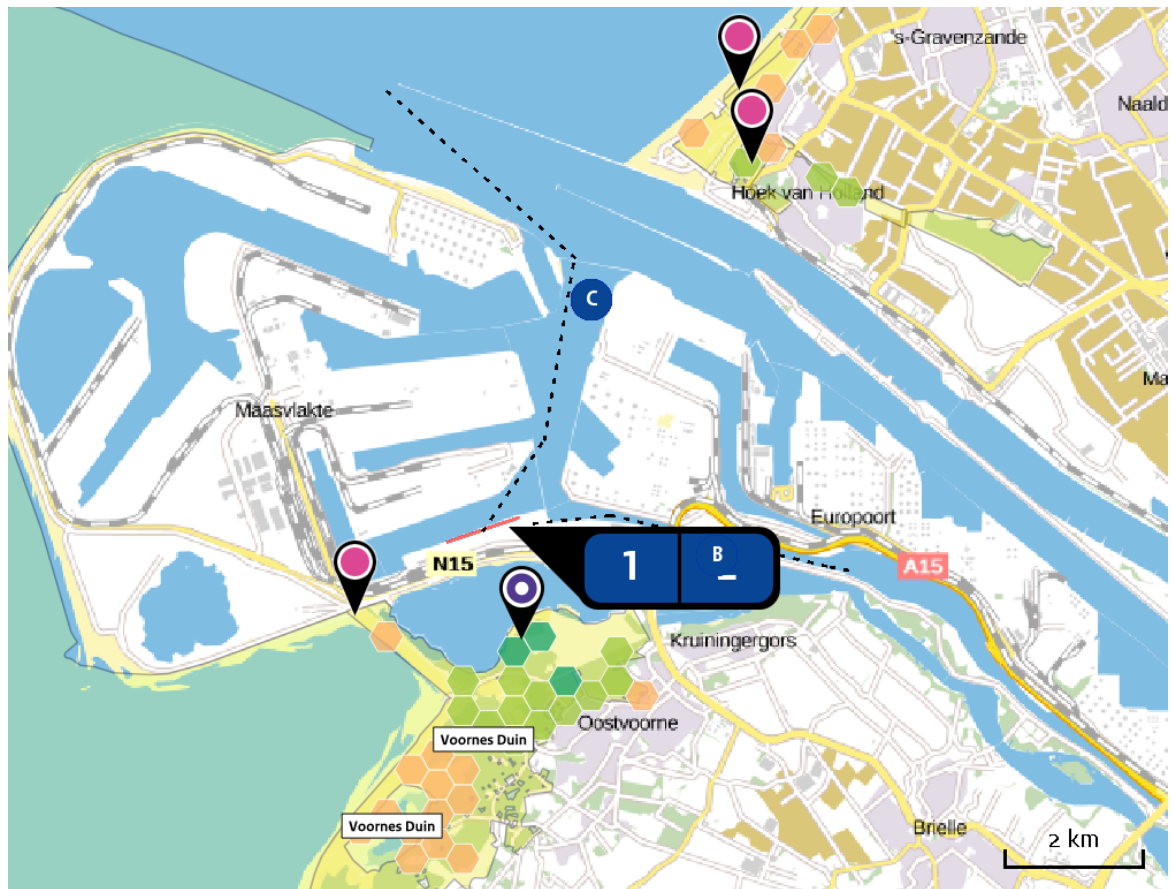 's-Gravenzande
Naald
Hoek van Holland
C
Ma
Maasvlakte
Europoort
N15
1
B
A15
Kruiningergors
Oostvoorne
Voornes Duin
Voornes Duin
Brielle
2 km